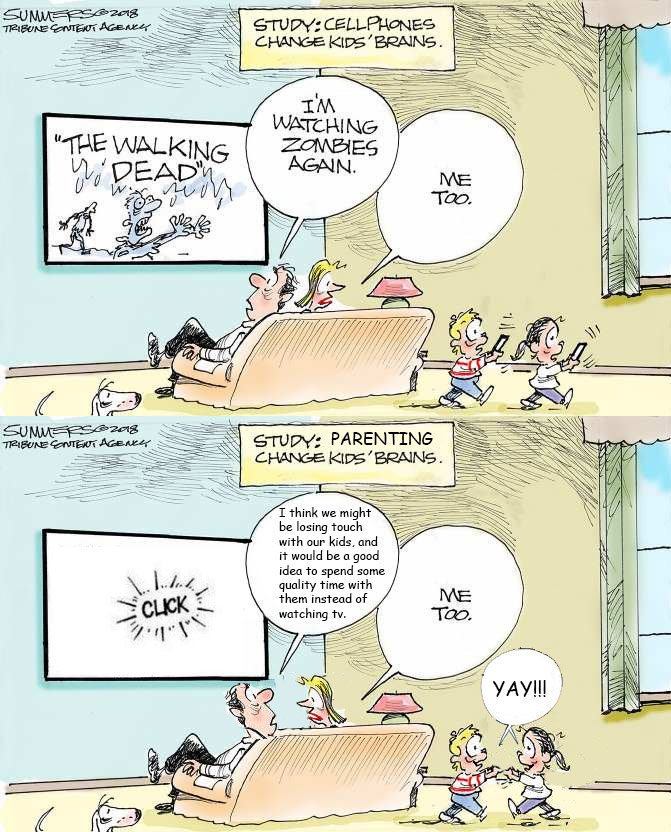 SUMMERS©2018
TRIBUNE CONTENT AGENCY
STUDY: CELLPHONES
CHANGE KIDS' BRAINS.
"THE WALKING
DEAD"
I'M
WATCHING
ZOMBIES
AGAIN.
ME
TOO.
SUMMERS©2018
TRIBUNE CONTENT AGENCY
STUDY: PARENTING
CHANGE KIDS' BRAINS.
CLICK
I think we might
be losing touch
with our kids, and
it would be a good
idea to spend some
quality time with
them instead of
watching tv.
ME
TOO.
YAY!!!